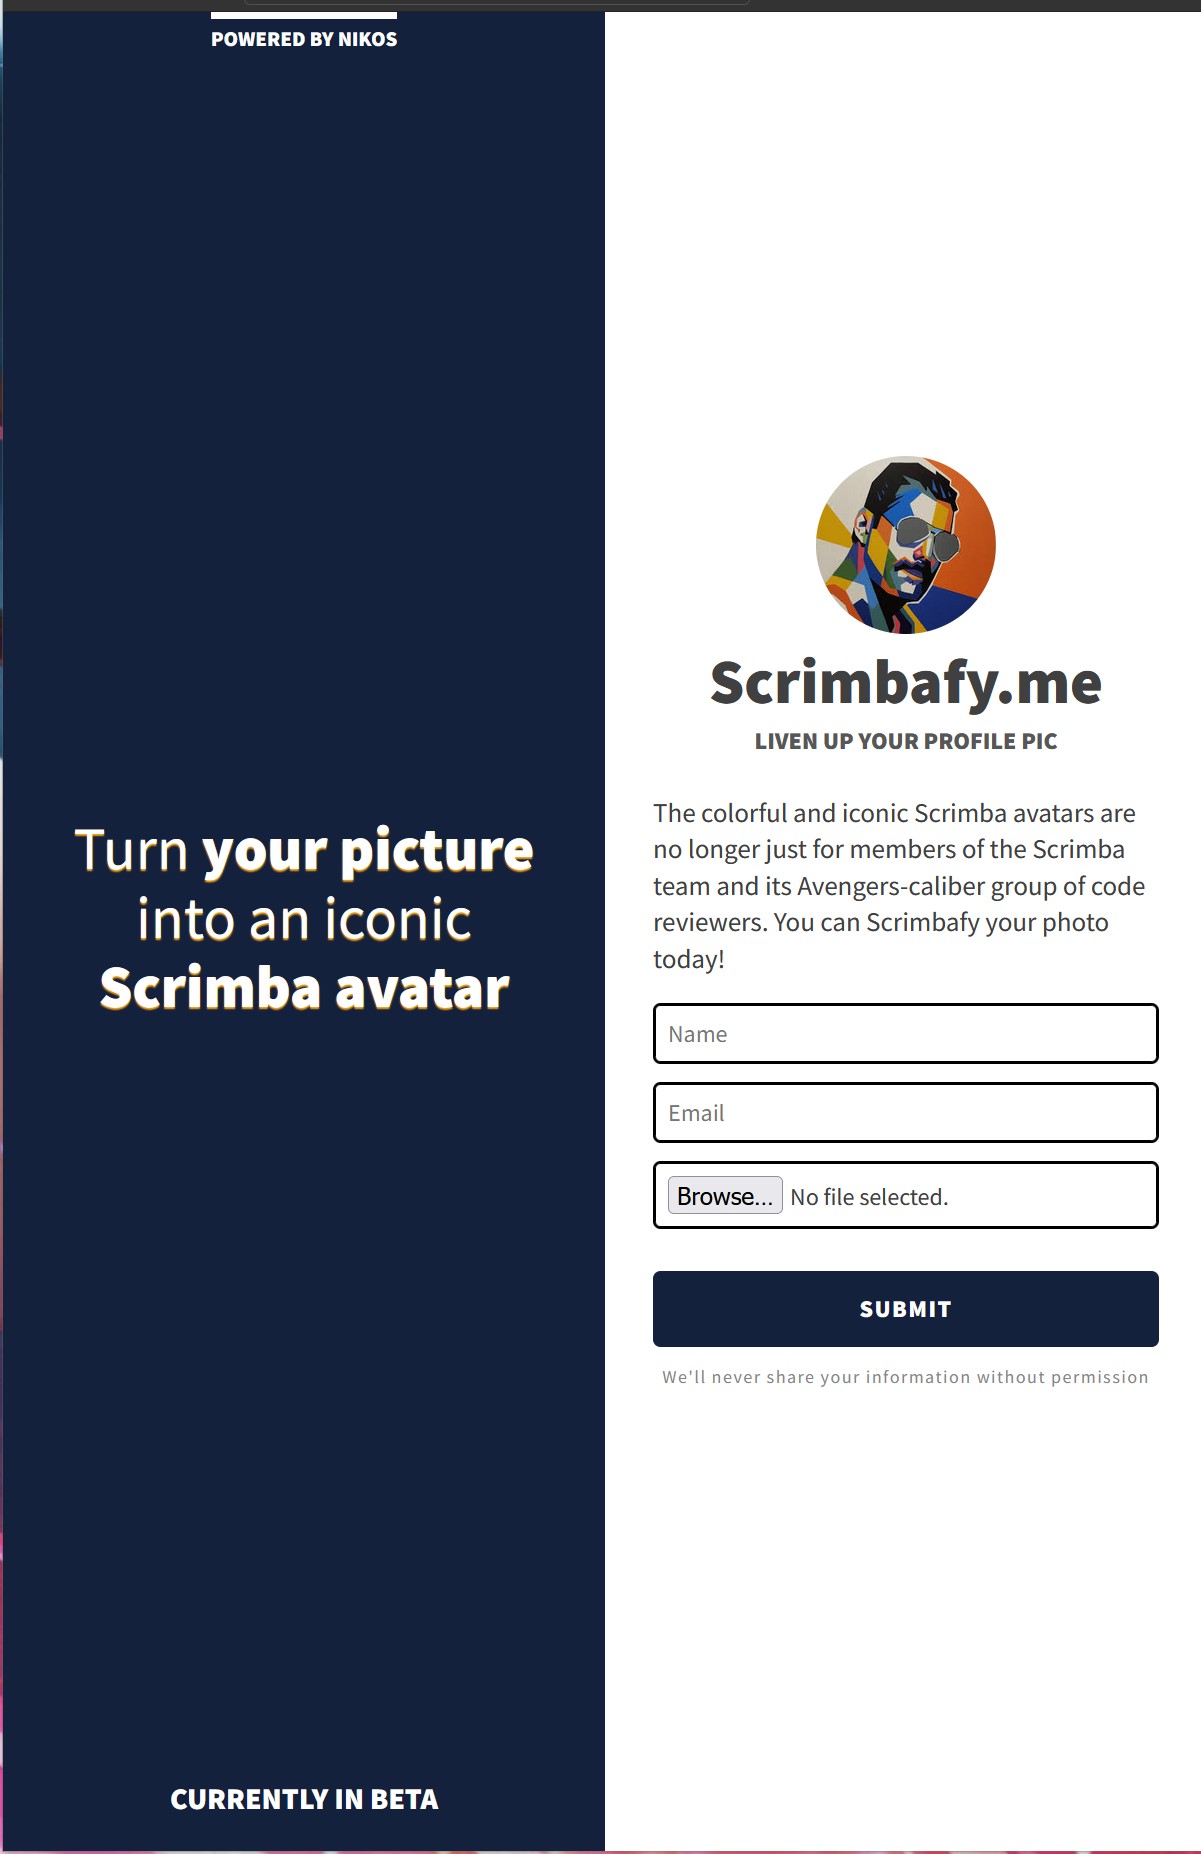 POWERED BY NIKOS
Turn your picture
into an iconic
Scrimba avatar
CURRENTLY IN BETA
Scrimbafy.me
LIVEN UP YOUR PROFILE PIC
The colorful and iconic Scrimba avatars are
no longer just for members of the Scrimba
team and its Avengers-caliber group of code
reviewers. You can Scrimbafy your photo
today!
Name
Email
Browse... No file selected.
SUBMIT
We'll never share your information without permission